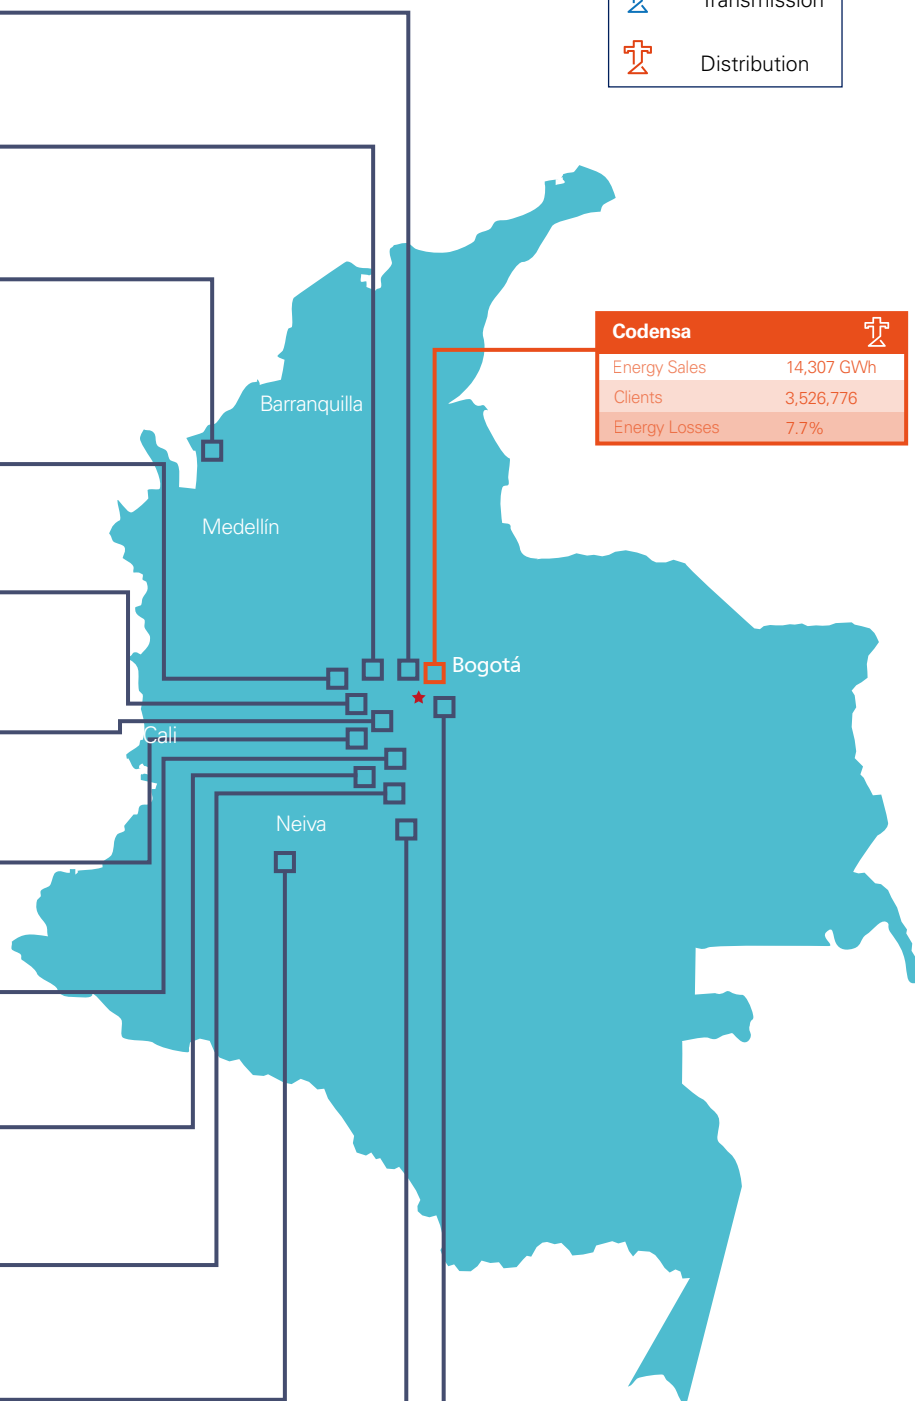 Transmission
Distribution
Codensa
Energy Sales 14,307 GWh
Clients 3,526,776
Energy Losses 7.7%
Barranquilla
Medellín
Bogotá
Cali
Neiva